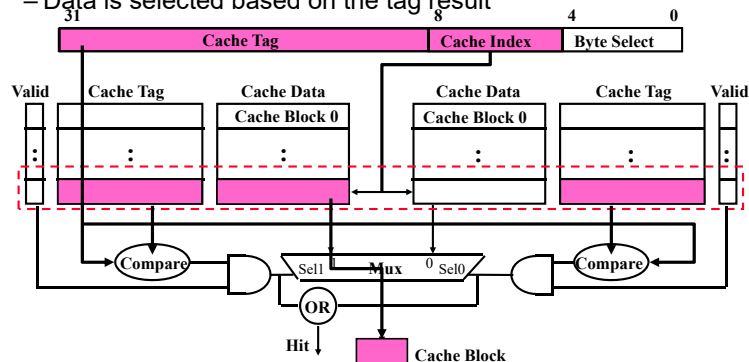 – Data is selected based on the tag result
31 8 4 0
Cache Tag Cache Index Byte Select
Valid Cache Tag Cache Data Cache Data Cache Tag Valid
Cache Block 0 Cache Block 0
: : : : : :
Compare Sel1 1 Mux 0 Sel0 Compare
OR
Hit
Cache Block